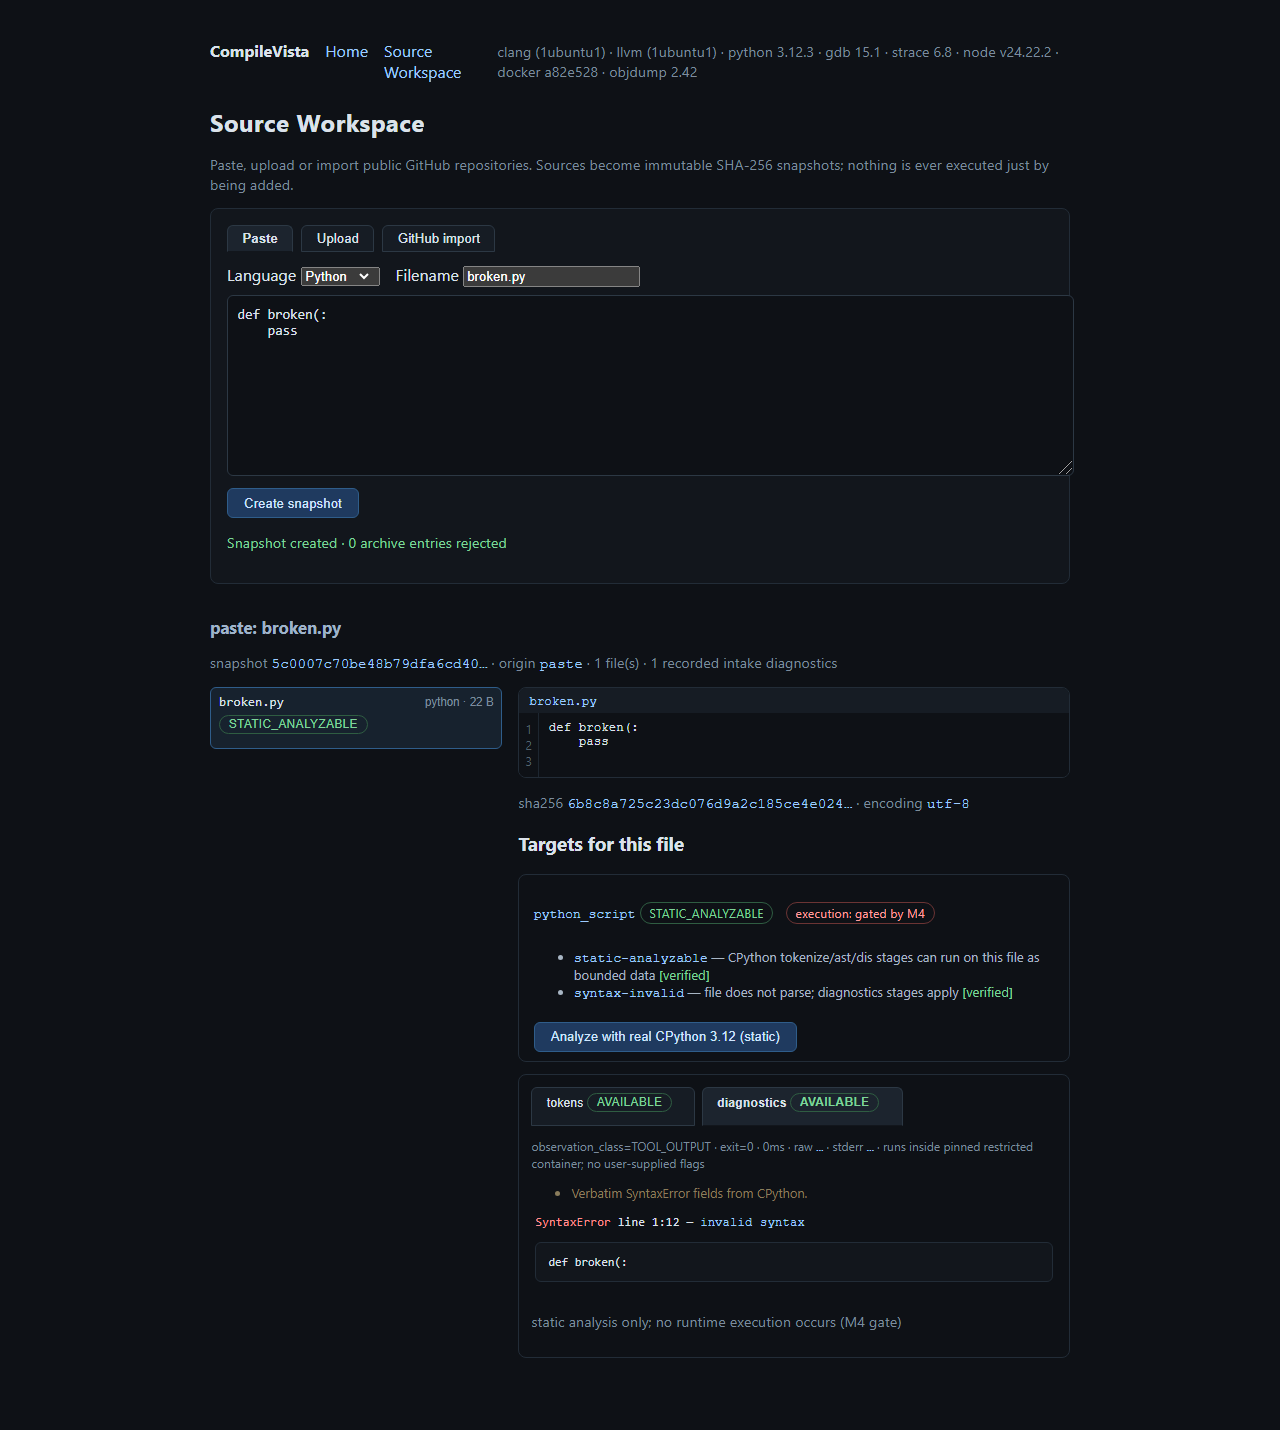 CompileVista Home Source Workspace clang (1ubuntu1) · llvm (1ubuntu1) · python 3.12.3 · gdb 15.1 · strace 6.8 · node v24.22.2 · docker a82e528 · objdump 2.42
Source Workspace
Paste, upload or import public GitHub repositories. Sources become immutable SHA-256 snapshots; nothing is ever executed just by
being added.
Paste Upload GitHub import
Language Python Filename broken.py
def broken(:
    pass
Create snapshot
Snapshot created · 0 archive entries rejected
paste: broken.py
snapshot 5c0007c70be48b79dfa6cd40… · origin paste · 1 file(s) · 1 recorded intake diagnostics
broken.py python · 22 B
STATIC_ANALYZABLE
broken.py
1 def broken(:
2     pass
3
sha256 6b8c8a725c23dc076d9a2c185ce4e024… · encoding utf-8
Targets for this file
python_script STATIC_ANALYZABLE execution: gated by M4
• static-analyzable — CPython tokenize/ast/dis stages can run on this file as
bounded data [verified]
• syntax-invalid — file does not parse; diagnostics stages apply [verified]
Analyze with real CPython 3.12 (static)
tokens AVAILABLE diagnostics AVAILABLE
observation_class=TOOL_OUTPUT · exit=0 · 0ms · raw … · stderr … · runs inside pinned restricted
container; no user-supplied flags
• Verbatim SyntaxError fields from CPython.
SyntaxError line 1:12 — invalid syntax
def broken(:
static analysis only; no runtime execution occurs (M4 gate)